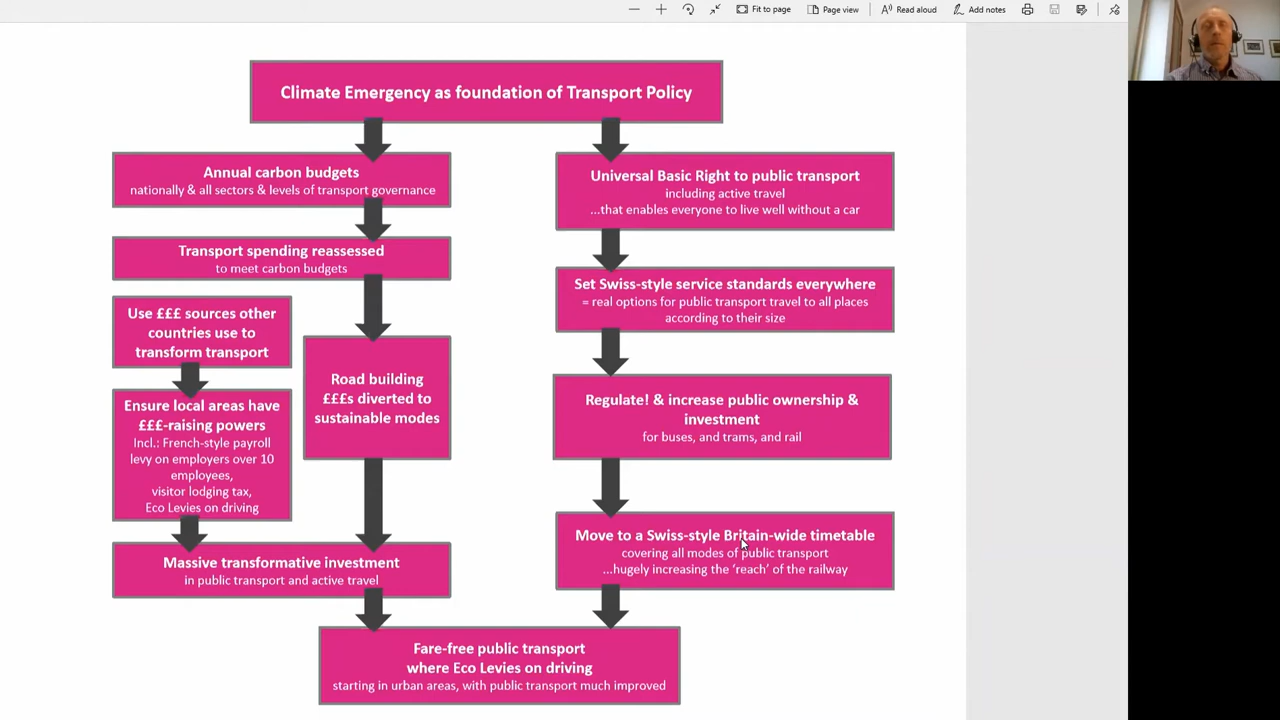 Fit to page
Page view
Read aloud
Add notes
Climate Emergency as foundation of Transport Policy
Annual carbon budgets
nationally & all sectors & levels of transport governance
Transport spending reassessed
to meet carbon budgets
Use £££ sources other
countries use to
transform transport
Ensure local areas have
£££-raising powers
Incl.: French-style payroll
levy on employers over 10
employees,
visitor lodging tax,
Eco Levies on driving
Road building
£££s diverted to
sustainable modes
Massive transformative investment
in public transport and active travel
Universal Basic Right to public transport
including active travel
...that enables everyone to live well without a car
Set Swiss-style service standards everywhere
= real options for public transport travel to all places
according to their size
Regulate! & increase public ownership &
investment
for buses, and trams, and rail
Move to a Swiss-style Britain-wide timetable
covering all modes of public transport
...hugely increasing the ‘reach’ of the railway
Fare-free public transport
where Eco Levies on driving
starting in urban areas, with public transport much improved